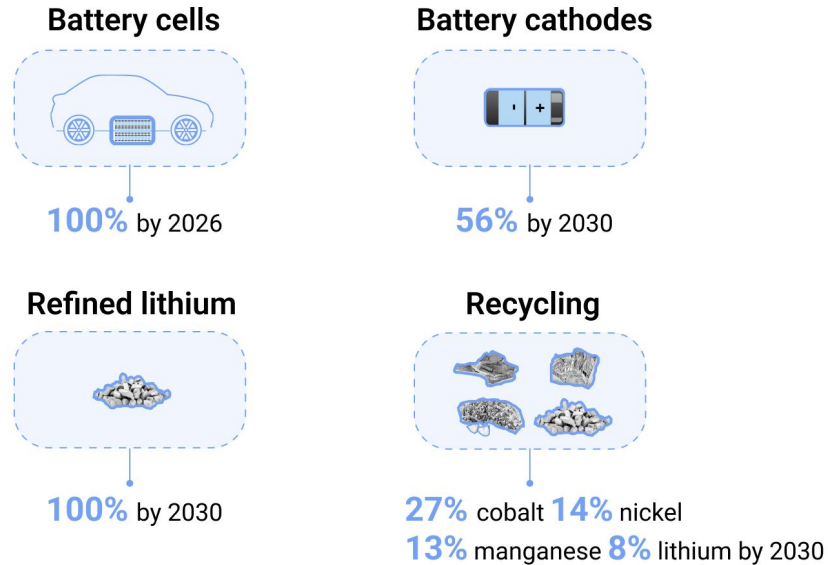 Battery cells
100% by 2026
Battery cathodes
- +
56% by 2030
Refined lithium
100% by 2030
Recycling
27% cobalt 14% nickel
13% manganese 8% lithium by 2030